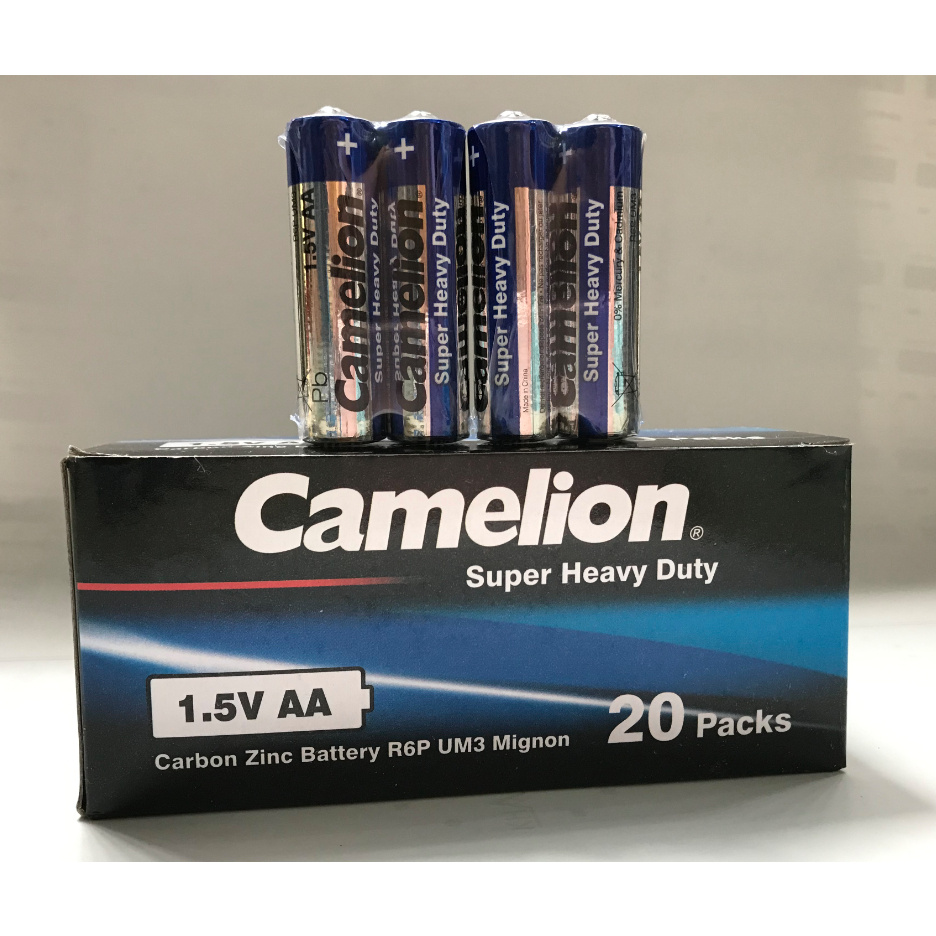 +
+
+
+
1.5V AA
Pb
Camelion
Super Heavy Duty
Camelion
Super Heavy Duty
Camelion
Super Heavy Duty
Made in China
Camelion
Super Heavy Duty
0% Mercury & Cadmium
Camelion®
Super Heavy Duty
1.5V AA
Carbon Zinc Battery R6P UM3 Mignon
20 Packs